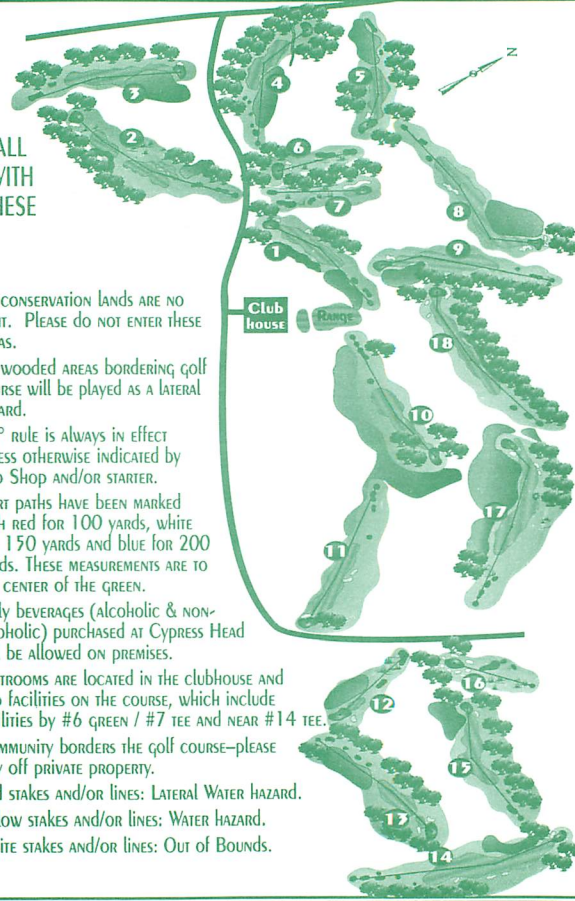 N
3
4
5
2
6
7
8
1
9
Club
house
Range
18
10
17
11
16
12
15
13
14
ALL
WITH
HESE
conservation lands are no
t. Please do not enter these
as.
wooded areas bordering golf
rse will be played as a lateral
ard.
° rule is always in effect
ess otherwise indicated by
o Shop and/or starter.
rt paths have been marked
h red for 100 yards, white
150 yards and blue for 200
ds. These measurements are to
center of the green.
ly beverages (alcoholic & non-
oholic) purchased at Cypress Head
be allowed on premises.
trooms are located in the clubhouse and
o facilities on the course, which include
ilities by #6 green / #7 tee and near #14 tee.
mmunity borders the golf course–please
y off private property.
d stakes and/or lines: Lateral Water Hazard.
low stakes and/or lines: Water hazard.
ite stakes and/or lines: Out of Bounds.